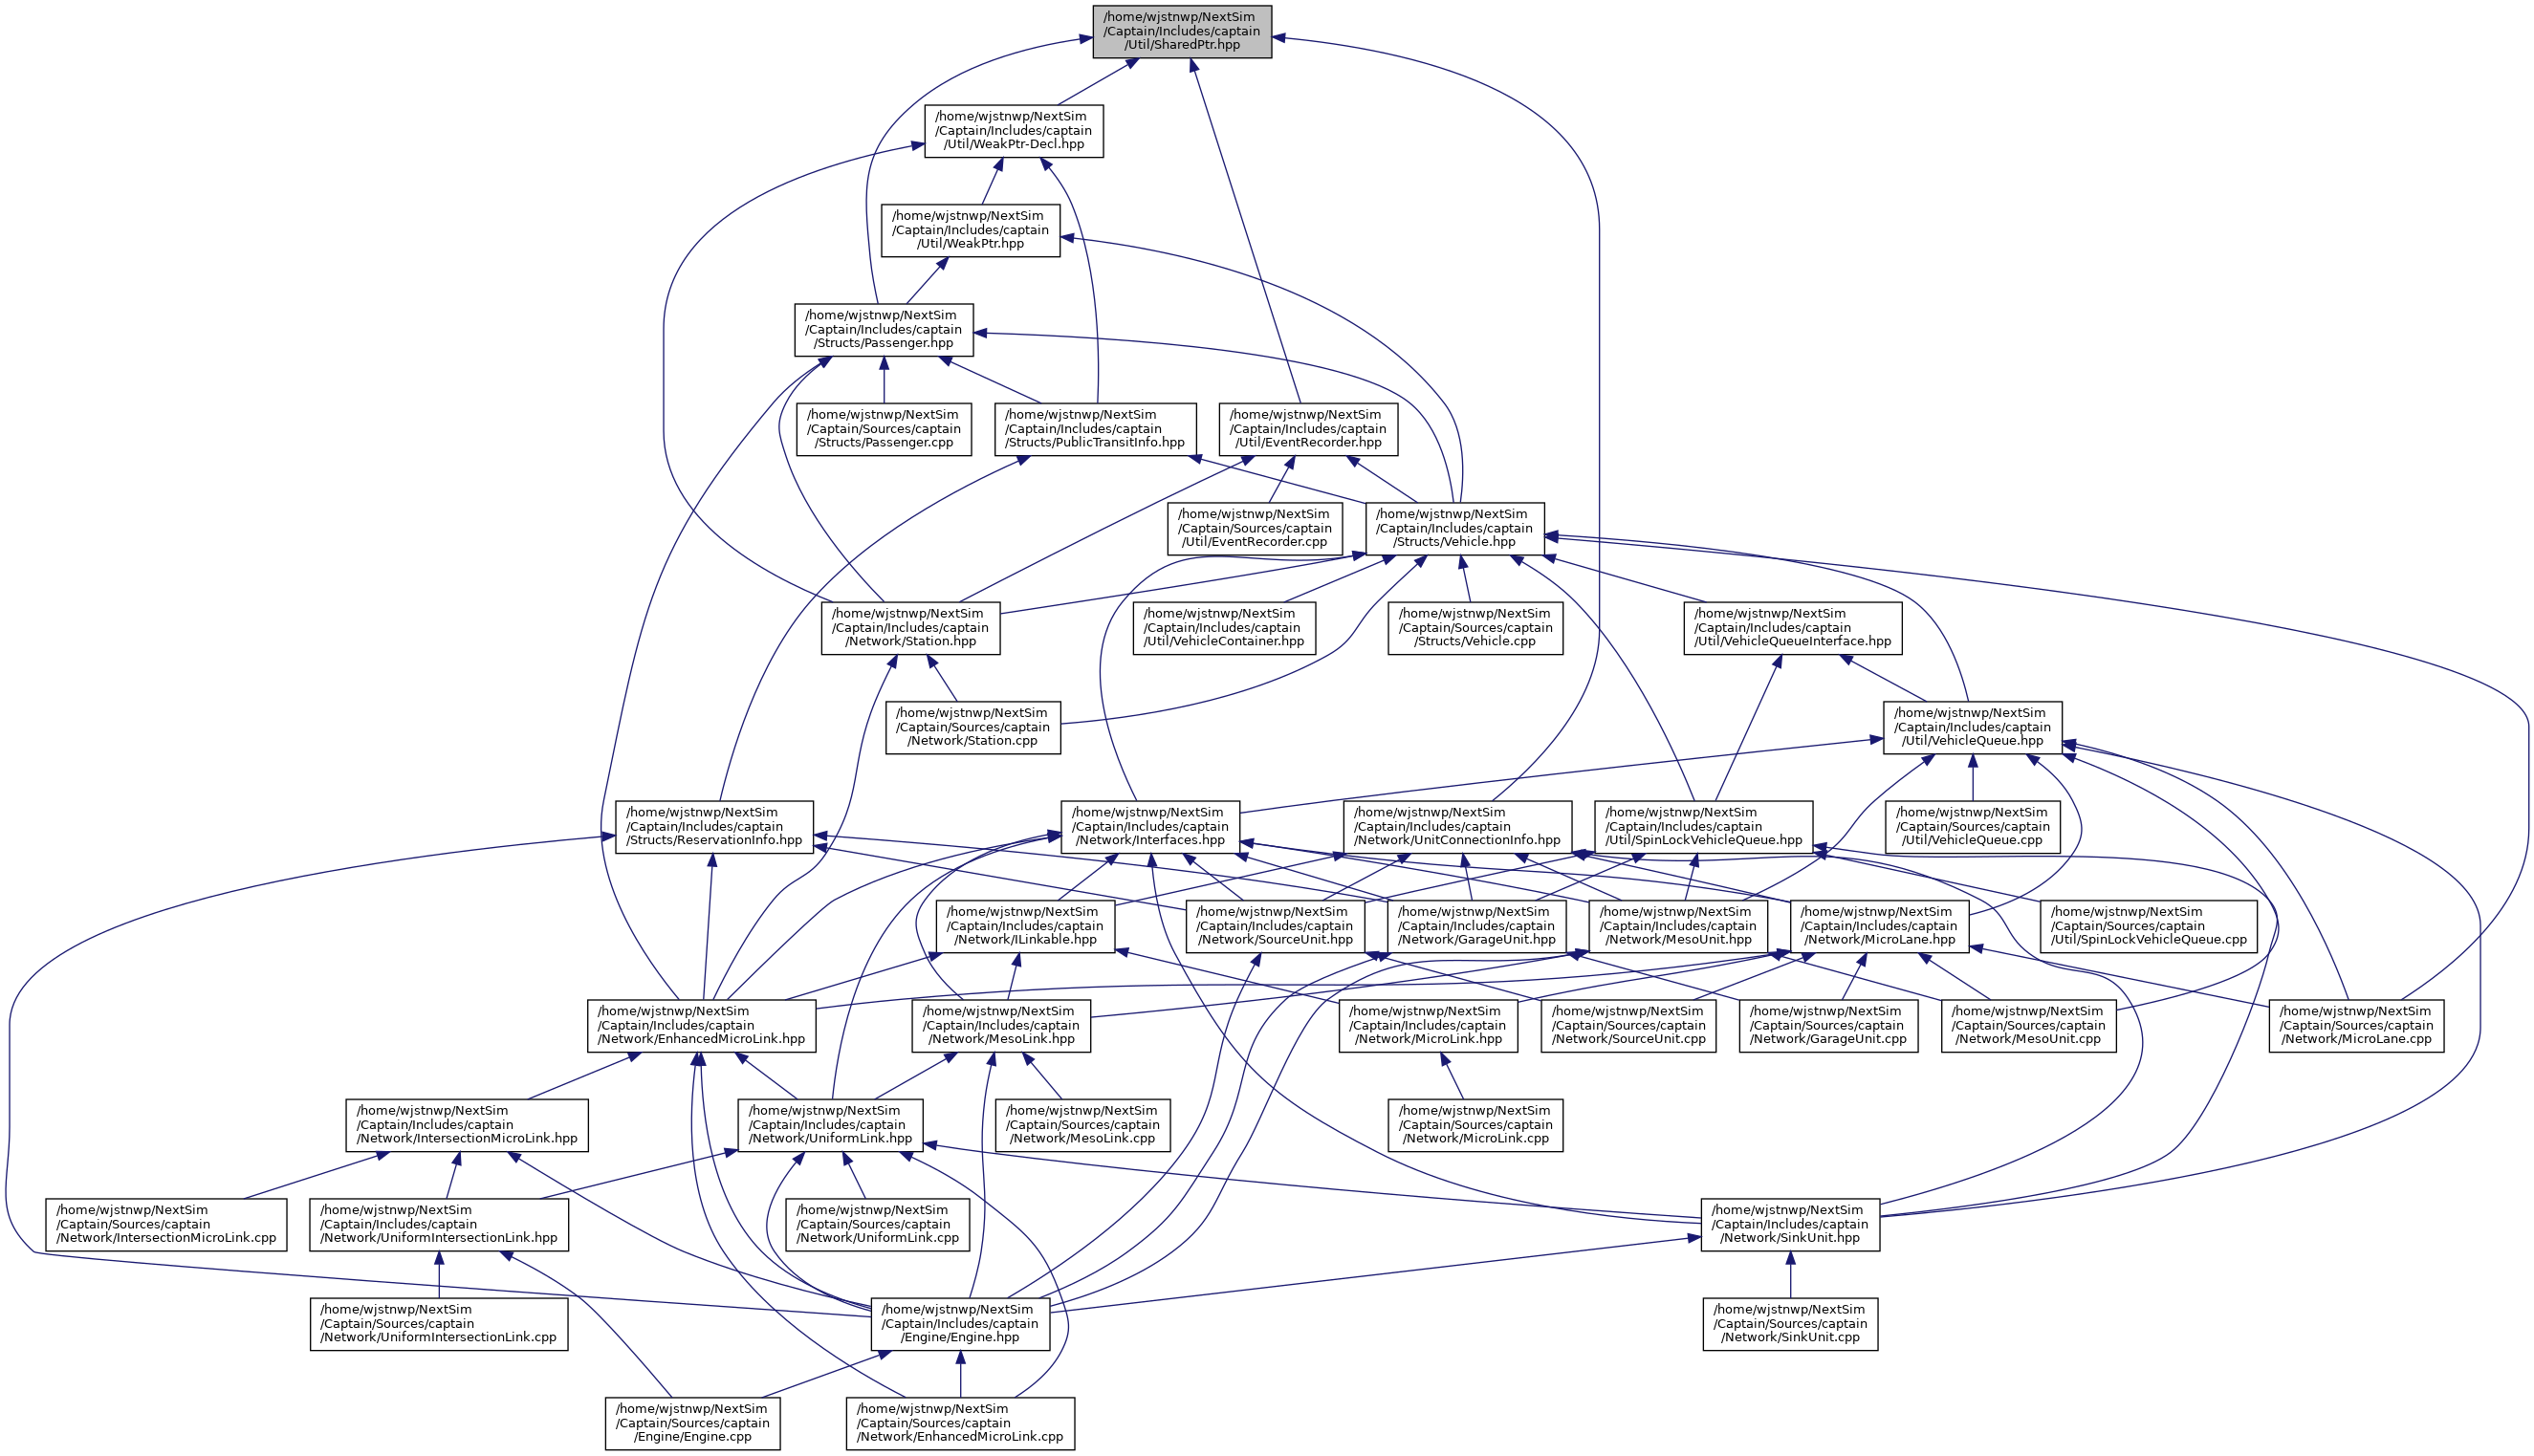 /home/wjstnwp/NextSim
/Captain/Includes/captain
/Util/SharedPtr.hpp
/home/wjstnwp/NextSim
/Captain/Includes/captain
/Util/WeakPtr-Decl.hpp
/home/wjstnwp/NextSim
/Captain/Includes/captain
/Util/WeakPtr.hpp
/home/wjstnwp/NextSim
/Captain/Includes/captain
/Structs/Passenger.hpp
/home/wjstnwp/NextSim
/Captain/Sources/captain
/Structs/Passenger.cpp
/home/wjstnwp/NextSim
/Captain/Includes/captain
/Structs/PublicTransitInfo.hpp
/home/wjstnwp/NextSim
/Captain/Includes/captain
/Util/EventRecorder.hpp
/home/wjstnwp/NextSim
/Captain/Sources/captain
/Util/EventRecorder.cpp
/home/wjstnwp/NextSim
/Captain/Includes/captain
/Structs/Vehicle.hpp
/home/wjstnwp/NextSim
/Captain/Includes/captain
/Network/Station.hpp
/home/wjstnwp/NextSim
/Captain/Includes/captain
/Util/VehicleContainer.hpp
/home/wjstnwp/NextSim
/Captain/Sources/captain
/Structs/Vehicle.cpp
/home/wjstnwp/NextSim
/Captain/Includes/captain
/Util/VehicleQueueInterface.hpp
/home/wjstnwp/NextSim
/Captain/Sources/captain
/Network/Station.cpp
/home/wjstnwp/NextSim
/Captain/Includes/captain
/Util/VehicleQueue.hpp
/home/wjstnwp/NextSim
/Captain/Includes/captain
/Structs/ReservationInfo.hpp
/home/wjstnwp/NextSim
/Captain/Includes/captain
/Network/Interfaces.hpp
/home/wjstnwp/NextSim
/Captain/Includes/captain
/Network/UnitConnectionInfo.hpp
/home/wjstnwp/NextSim
/Captain/Includes/captain
/Util/SpinLockVehicleQueue.hpp
/home/wjstnwp/NextSim
/Captain/Sources/captain
/Util/VehicleQueue.cpp
/home/wjstnwp/NextSim
/Captain/Includes/captain
/Network/ILinkable.hpp
/home/wjstnwp/NextSim
/Captain/Includes/captain
/Network/SourceUnit.hpp
/home/wjstnwp/NextSim
/Captain/Includes/captain
/Network/GarageUnit.hpp
/home/wjstnwp/NextSim
/Captain/Includes/captain
/Network/MesoUnit.hpp
/home/wjstnwp/NextSim
/Captain/Includes/captain
/Network/MicroLane.hpp
/home/wjstnwp/NextSim
/Captain/Sources/captain
/Util/SpinLockVehicleQueue.cpp
/home/wjstnwp/NextSim
/Captain/Includes/captain
/Network/EnhancedMicroLink.hpp
/home/wjstnwp/NextSim
/Captain/Includes/captain
/Network/MesoLink.hpp
/home/wjstnwp/NextSim
/Captain/Includes/captain
/Network/MicroLink.hpp
/home/wjstnwp/NextSim
/Captain/Sources/captain
/Network/SourceUnit.cpp
/home/wjstnwp/NextSim
/Captain/Sources/captain
/Network/GarageUnit.cpp
/home/wjstnwp/NextSim
/Captain/Sources/captain
/Network/MesoUnit.cpp
/home/wjstnwp/NextSim
/Captain/Sources/captain
/Network/MicroLane.cpp
/home/wjstnwp/NextSim
/Captain/Includes/captain
/Network/IntersectionMicroLink.hpp
/home/wjstnwp/NextSim
/Captain/Includes/captain
/Network/UniformLink.hpp
/home/wjstnwp/NextSim
/Captain/Sources/captain
/Network/MesoLink.cpp
/home/wjstnwp/NextSim
/Captain/Sources/captain
/Network/MicroLink.cpp
/home/wjstnwp/NextSim
/Captain/Sources/captain
/Network/IntersectionMicroLink.cpp
/home/wjstnwp/NextSim
/Captain/Includes/captain
/Network/UniformIntersectionLink.hpp
/home/wjstnwp/NextSim
/Captain/Sources/captain
/Network/UniformLink.cpp
/home/wjstnwp/NextSim
/Captain/Includes/captain
/Network/SinkUnit.hpp
/home/wjstnwp/NextSim
/Captain/Sources/captain
/Network/UniformIntersectionLink.cpp
/home/wjstnwp/NextSim
/Captain/Includes/captain
/Engine/Engine.hpp
/home/wjstnwp/NextSim
/Captain/Sources/captain
/Network/SinkUnit.cpp
/home/wjstnwp/NextSim
/Captain/Sources/captain
/Engine/Engine.cpp
/home/wjstnwp/NextSim
/Captain/Sources/captain
/Network/EnhancedMicroLink.cpp